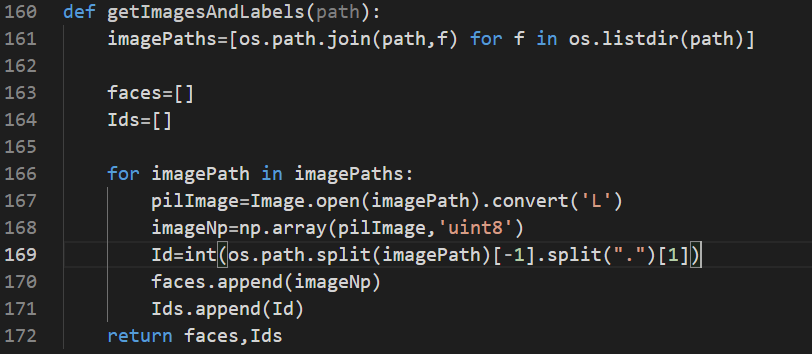 160 def getImagesAndLabels(path):
161     imagePaths=[os.path.join(path,f) for f in os.listdir(path)]
162
163     faces=[]
164     Ids=[]
165
166     for imagePath in imagePaths:
167         pilImage=Image.open(imagePath).convert('L')
168         imageNp=np.array(pilImage,'uint8')
169         Id=int(os.path.split(imagePath)[-1].split(".")[1])
170         faces.append(imageNp)
171         Ids.append(Id)
172     return faces,Ids